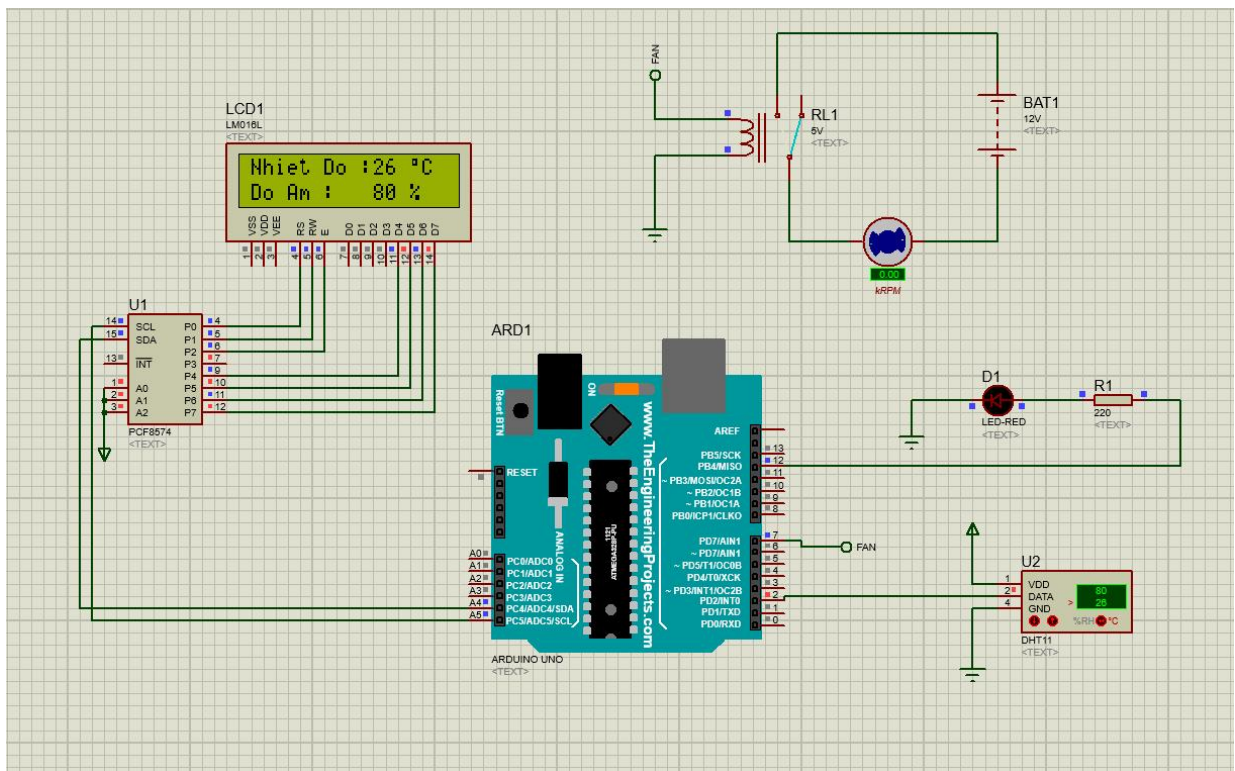 LCD1
LM016L
<TEXT>
Nhiet Do :26 °C
Do Am :   80 %
VSS VDD VEE RS RW E D0 D1 D2 D3 D4 D5 D6 D7
1 2 3 4 5 6 7 8 9 10 11 12 13 14
FAN
RL1
5V
<TEXT>
BAT1
12V
<TEXT>
0.00
kRPM
U1
14 SCL P0 4
15 SDA P1 5
P2 6
13 INT P3 7
P4 9
1 A0 P5 10
2 A1 P6 11
3 A2 P7 12
PCF8574
<TEXT>
ARD1
Reset BTN
ON
www.TheEngineeringProjects.com
ANALOG IN
1121
ATMEGA328P-PU
RESET
A0 PC0/ADC0
A1 PC1/ADC1
A2 PC2/ADC2
A3 PC3/ADC3
A4 PC4/ADC4/SDA
A5 PC5/ADC5/SCL
AREF
PB5/SCK 13
PB4/MISO 12
~ PB3/MOSI/OC2A 11
~ PB2/OC1B 10
~ PB1/OC1A 9
PB0/ICP1/CLKO 8
PD7/AIN1 7
~ PD7/AIN1 6
~ PD5/T1/OC0B 5
PD4/T0/XCK 4
~ PD3/INT1/OC2B 3
PD2/INT0 2
PD1/TXD 1
PD0/RXD 0
ARDUINO UNO
<TEXT>
FAN
D1
LED-RED
<TEXT>
R1
220
<TEXT>
U2
1 VDD
2 DATA
4 GND
>
80
26
%RH °C
DHT11
<TEXT>